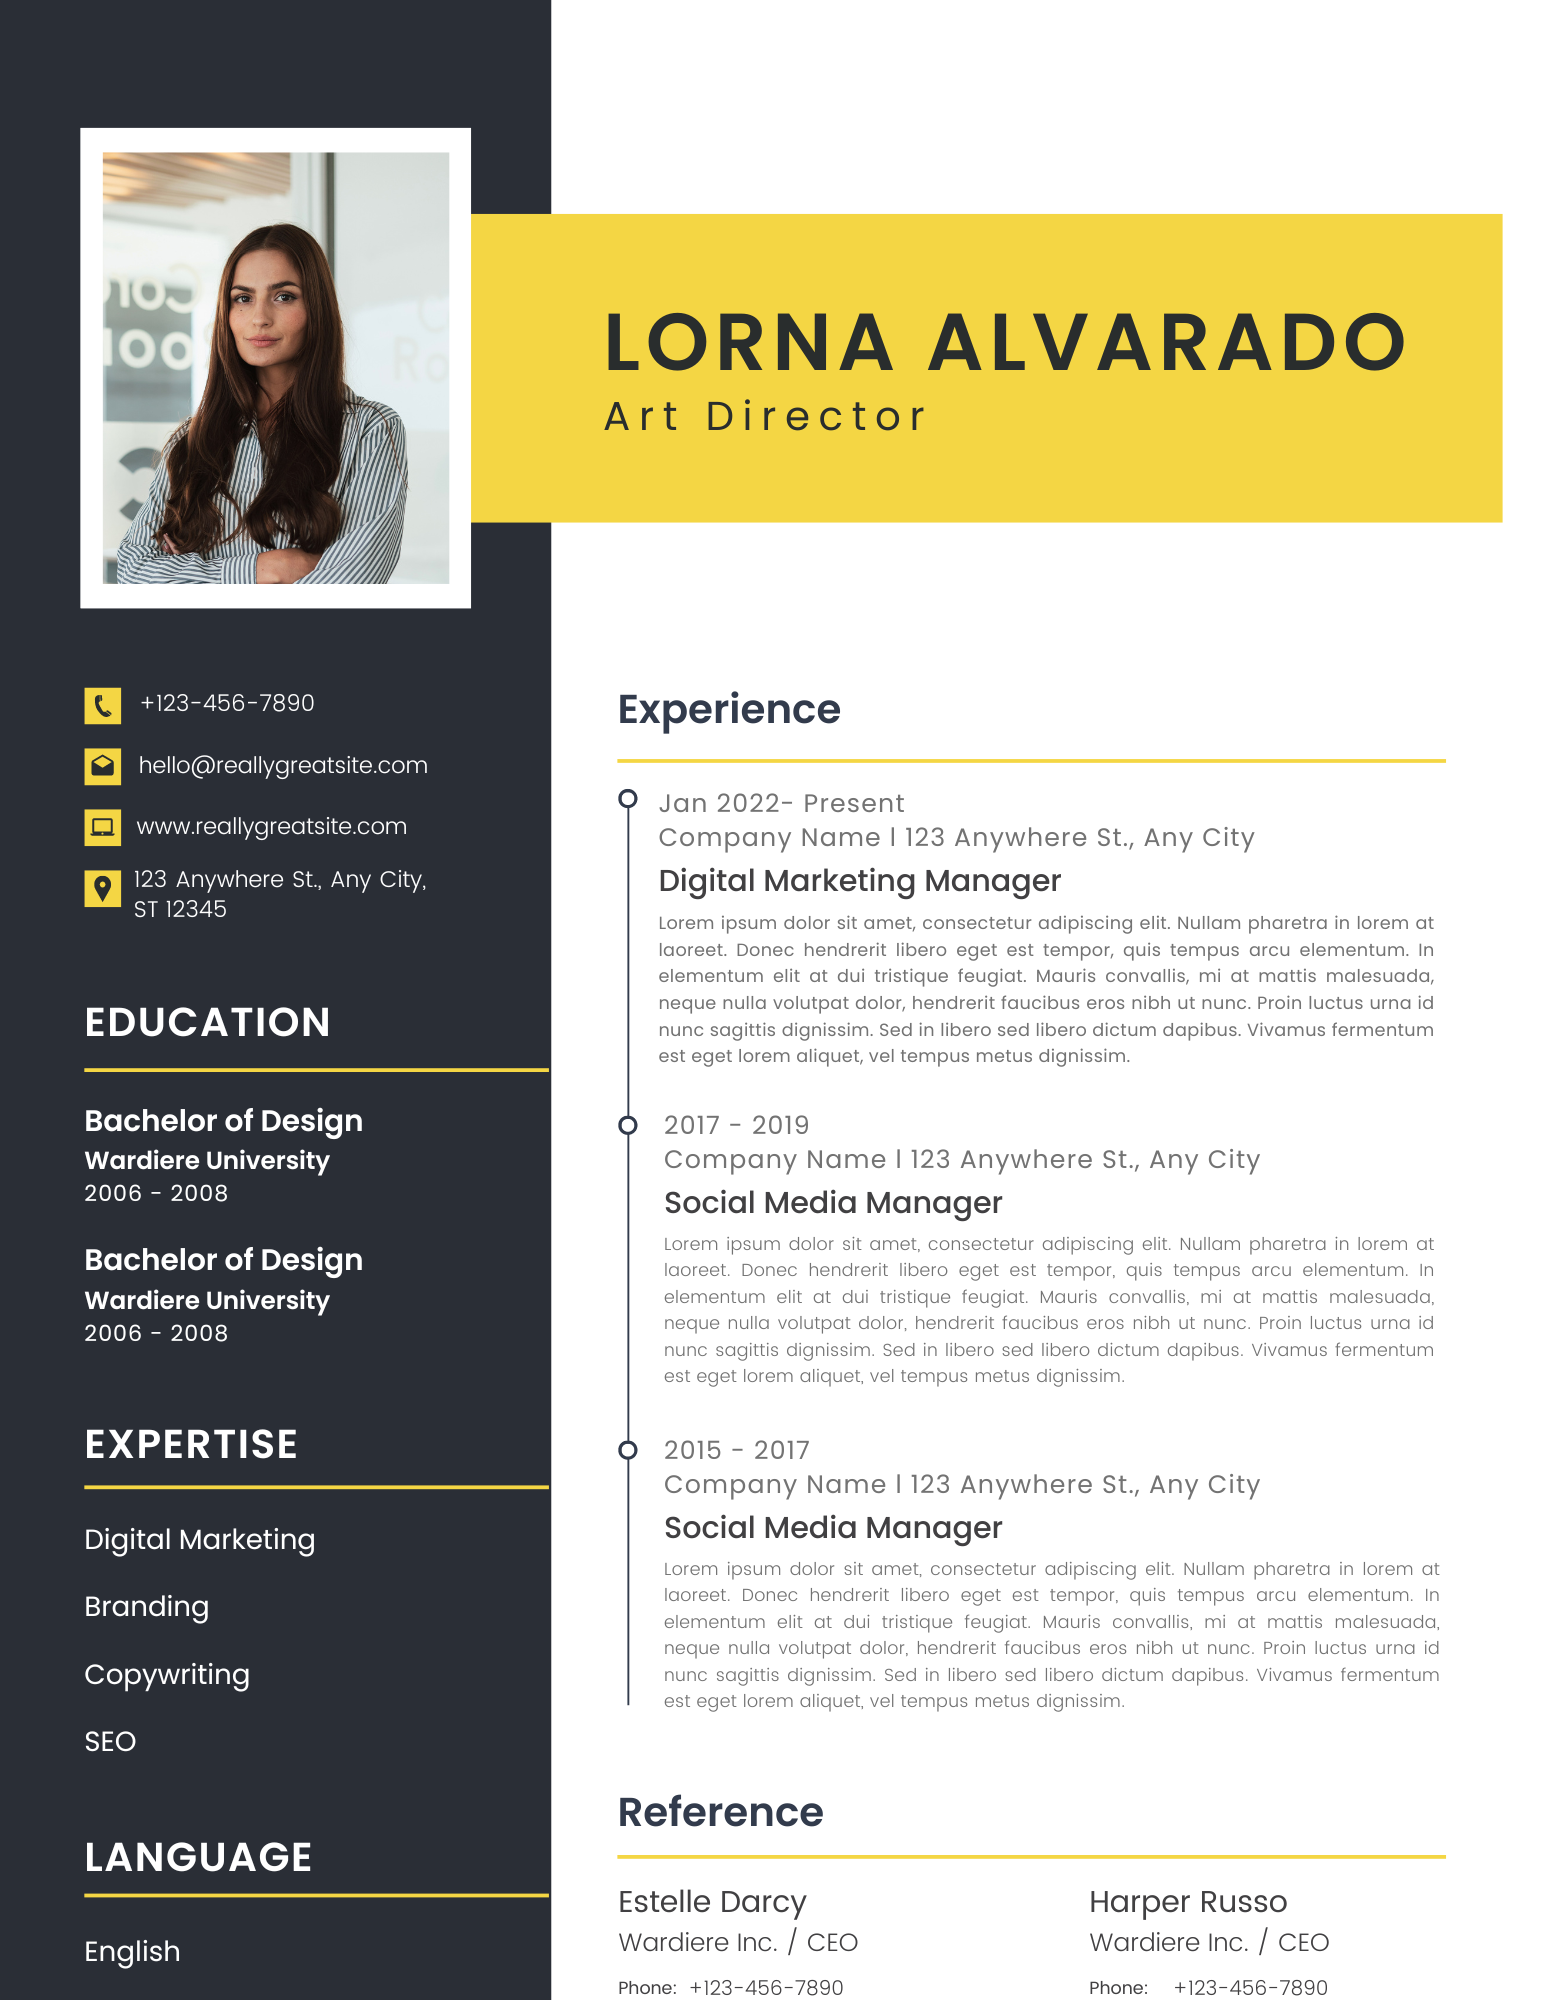 LORNA ALVARADO
Art Director
+123-456-7890
hello@reallygreatsite.com
www.reallygreatsite.com
123 Anywhere St., Any City,
ST 12345
EDUCATION
Bachelor of Design
Wardiere University
2006 - 2008
Bachelor of Design
Wardiere University
2006 - 2008
EXPERTISE
Digital Marketing
Branding
Copywriting
SEO
LANGUAGE
English
Experience
Jan 2022- Present
Company Name l 123 Anywhere St., Any City
Digital Marketing Manager
Lorem ipsum dolor sit amet, consectetur adipiscing elit. Nullam pharetra in lorem at
laoreet. Donec hendrerit libero eget est tempor, quis tempus arcu elementum. In
elementum elit at dui tristique feugiat. Mauris convallis, mi at mattis malesuada,
neque nulla volutpat dolor, hendrerit faucibus eros nibh ut nunc. Proin luctus urna id
nunc sagittis dignissim. Sed in libero sed libero dictum dapibus. Vivamus fermentum
est eget lorem aliquet, vel tempus metus dignissim.
2017 - 2019
Company Name l 123 Anywhere St., Any City
Social Media Manager
Lorem ipsum dolor sit amet, consectetur adipiscing elit. Nullam pharetra in lorem at
laoreet. Donec hendrerit libero eget est tempor, quis tempus arcu elementum. In
elementum elit at dui tristique feugiat. Mauris convallis, mi at mattis malesuada,
neque nulla volutpat dolor, hendrerit faucibus eros nibh ut nunc. Proin luctus urna id
nunc sagittis dignissim. Sed in libero sed libero dictum dapibus. Vivamus fermentum
est eget lorem aliquet, vel tempus metus dignissim.
2015 - 2017
Company Name l 123 Anywhere St., Any City
Social Media Manager
Lorem ipsum dolor sit amet, consectetur adipiscing elit. Nullam pharetra in lorem at
laoreet. Donec hendrerit libero eget est tempor, quis tempus arcu elementum. In
elementum elit at dui tristique feugiat. Mauris convallis, mi at mattis malesuada,
neque nulla volutpat dolor, hendrerit faucibus eros nibh ut nunc. Proin luctus urna id
nunc sagittis dignissim. Sed in libero sed libero dictum dapibus. Vivamus fermentum
est eget lorem aliquet, vel tempus metus dignissim.
Reference
Estelle Darcy
Wardiere Inc. / CEO
Phone: +123-456-7890
Harper Russo
Wardiere Inc. / CEO
Phone: +123-456-7890